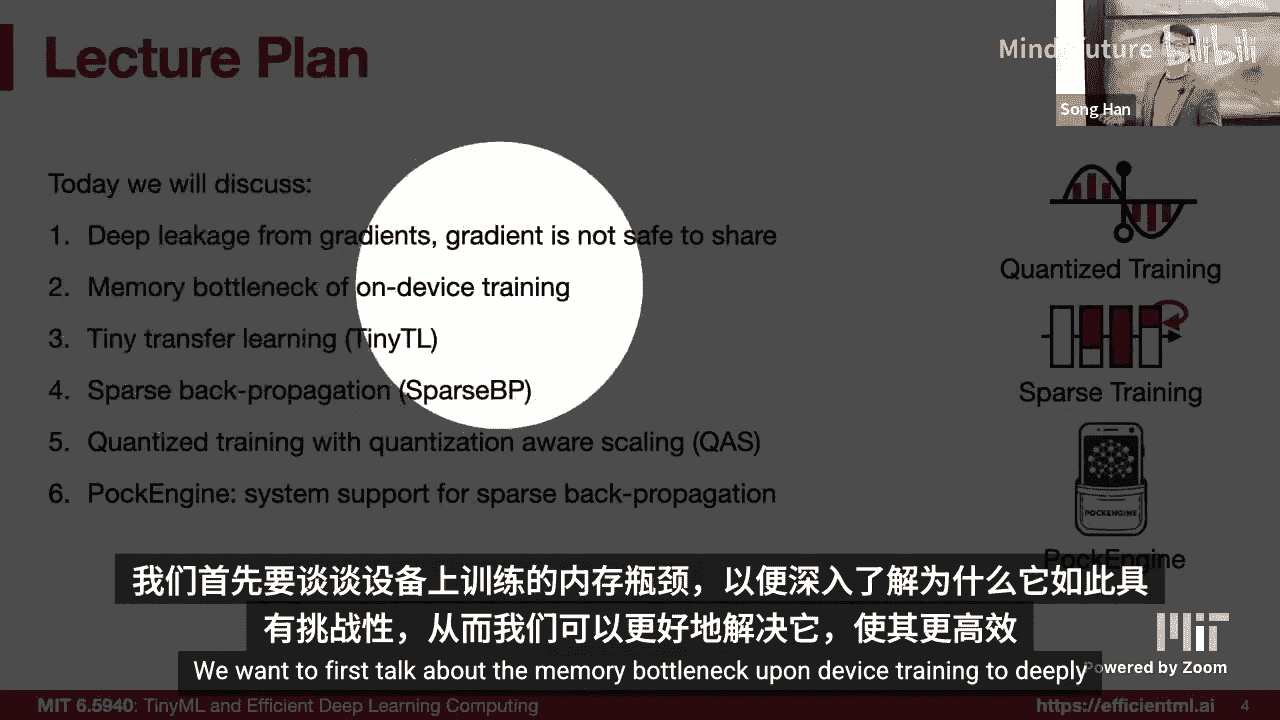 Lecture Plan
Mind Future bilibili
Song Han
Today we will discuss:
1. Deep leakage from gradients, gradient is not safe to share
2. Memory bottleneck of on-device training
3. Tiny transfer learning (TinyTL)
4. Sparse back-propagation (SparseBP)
5. Quantized training with quantization aware scaling (QAS)
6. PockEngine: system support for sparse back-propagation
Quantized Training
Sparse Training
POCKENGINE
PockEngine
我们首先要谈谈设备上训练的内存瓶颈，以便深入了解为什么它如此具
有挑战性，从而我们可以更好地解决它，使其更高效
We want to first talk about the memory bottleneck upon device training to deeply
MIT
Powered by Zoom
MIT 6.5940: TinyML and Efficient Deep Learning Computing
https://efficientml.ai
4